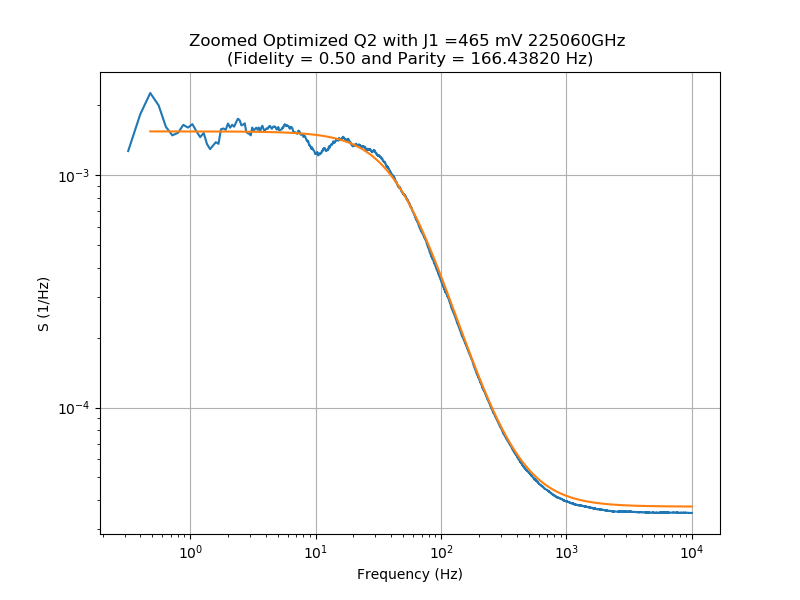 Zoomed Optimized Q2 with J1 =465 mV 225060GHz
(Fidelity = 0.50 and Parity = 166.43820 Hz)
S (1/Hz)
10⁻³
10⁻⁴
10⁰ 10¹ 10² 10³ 10⁴
Frequency (Hz)